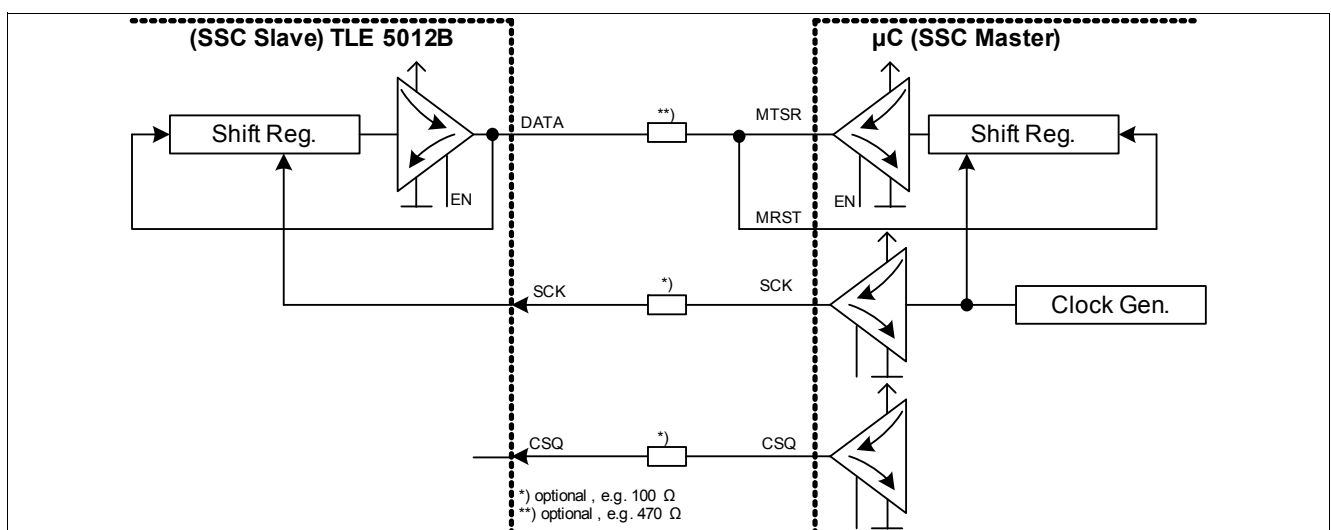 (SSC Slave) TLE 5012B
µC (SSC Master)
Shift Reg.
EN
DATA
**)
MTSR
MRST
EN
Shift Reg.
SCK
*)
SCK
Clock Gen.
CSQ
*)
CSQ
*) optional , e.g. 100 Ω
**) optional , e.g. 470 Ω